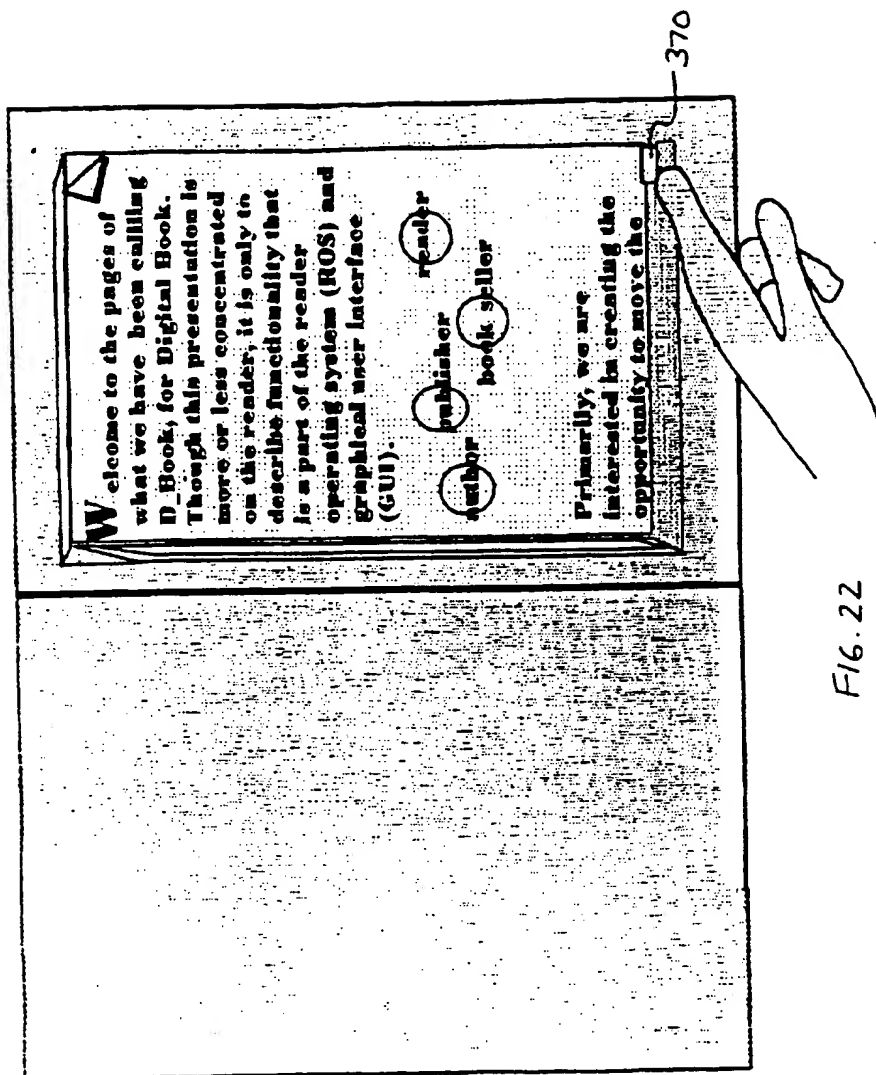 Welcome to the pages of
what we have been callling
D_Book, for Digital Book.
Though this presentation is
more or less concentrated
on the reader, it is only to
describe functionality that
is a part of the reader
operating system (ROS) and
graphical user interface
(GUI).
author publisher book seller reader
Primarily, we are
interested in creating the
opportunity to move the
370
FIG. 22